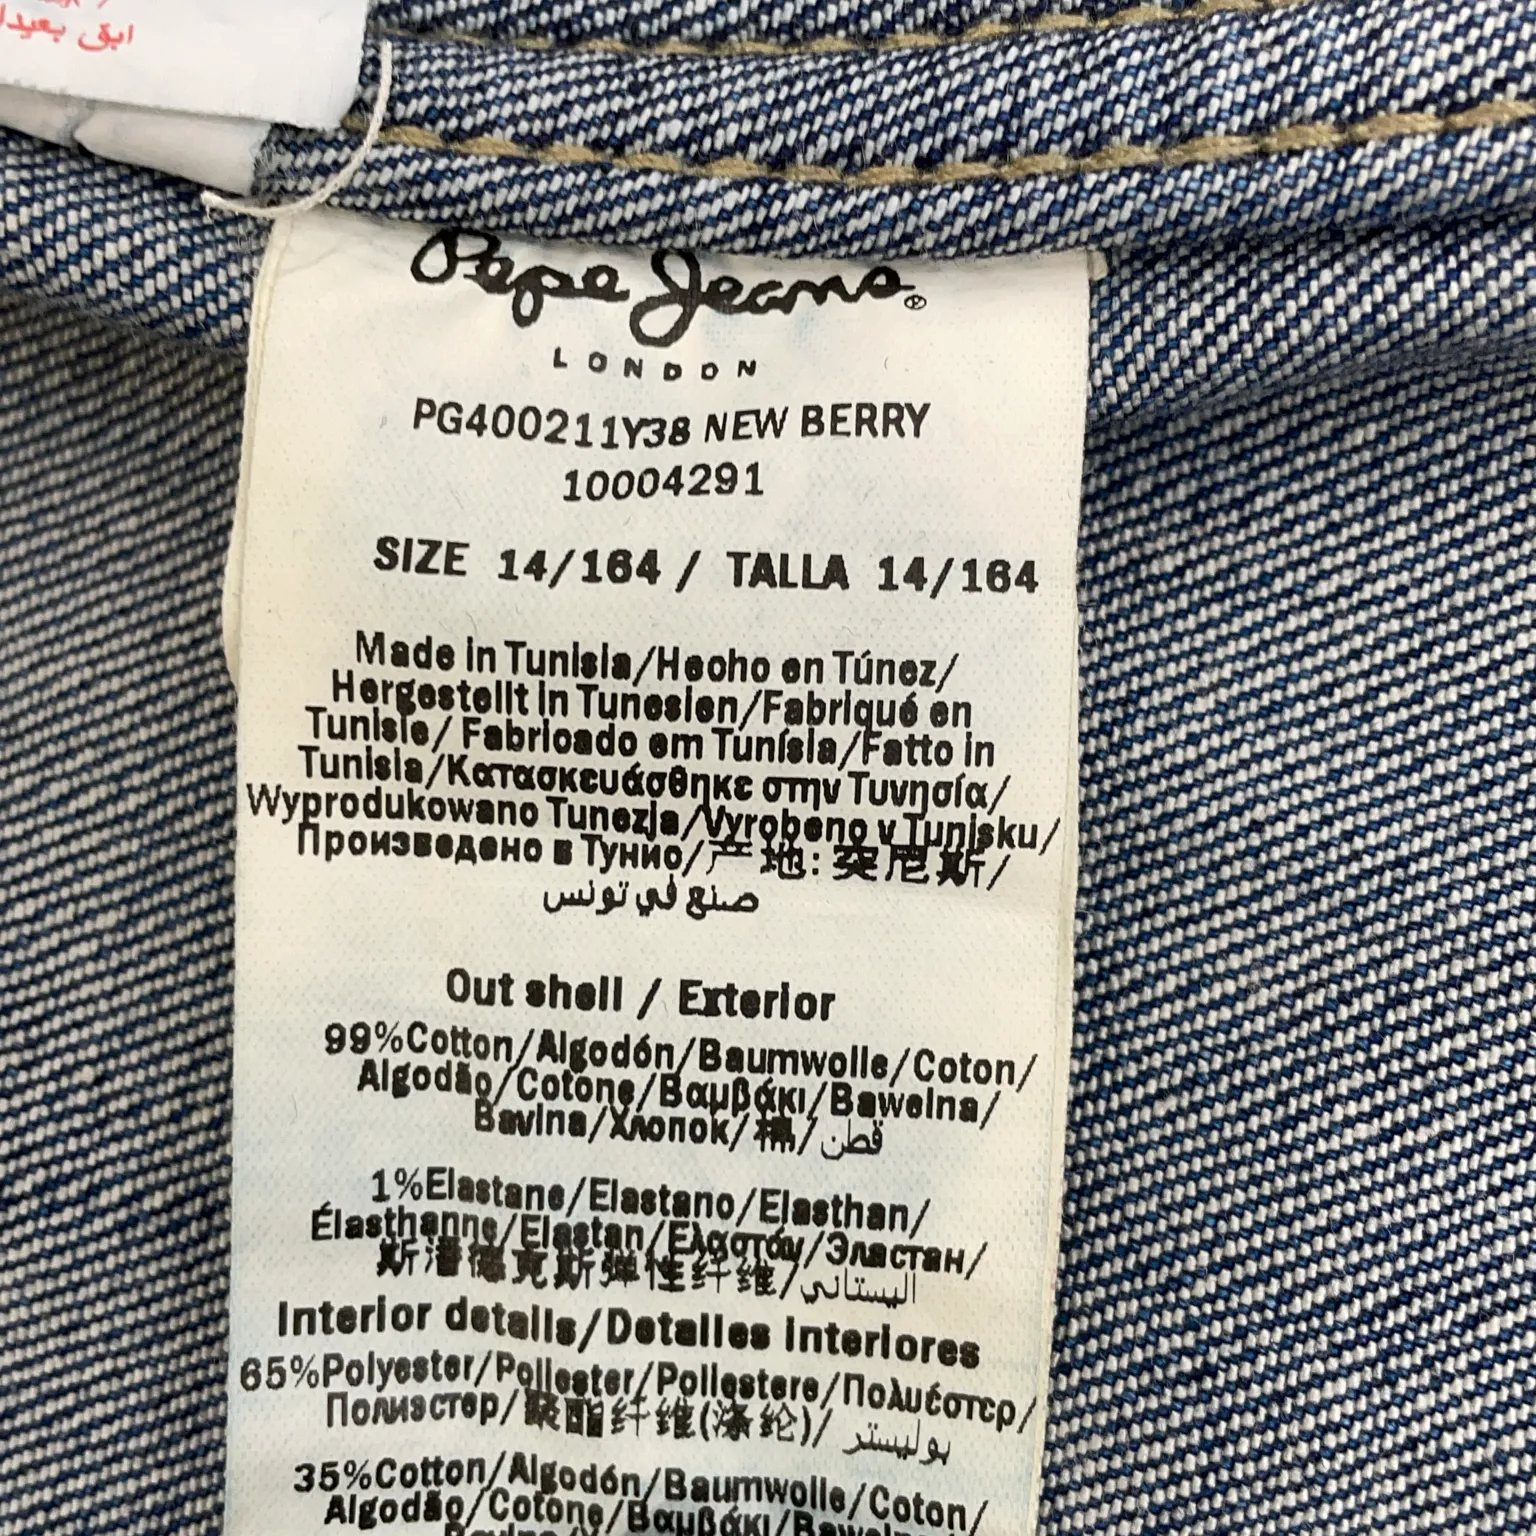 ابق بعيدا
Pepe Jeans®
LONDON
PG400211Y38 NEW BERRY
10004291
SIZE 14/164 / TALLA 14/164
Made in Tunisia/Hecho en Túnez/
Hergestellt in Tunesien/Fabriqué en
Tunisie/ Fabricado em Tunísia/Fatto in
Tunisia/Κατασκευάσθηκε στην Τυνησία/
Wyprodukowano Tunezja/Vyrobeno v Tunisku/
Произведено в Тунио/产地: 突尼斯/
صنع في تونس
Out shell / Exterior
99%Cotton/Algodón/Baumwolle/Coton/
Algodão/Cotone/Βαμβάκι/Bawelna/
Bavlna/Хлопок/棉/قطن
1%Elastane/Elastano/Elasthan/
Élasthanne/Elastan/Ελαστάν/Эластан/
斯潘德克斯弹性纤维/اليستاني
Interior details/Detalles interiores
65%Polyester/Poliester/Poliestere/Πολυέστερ/
Полиэстер/聚酯纤维(涤纶)/ بوليستر
35%Cotton/Algodón/Baumwolle/Coton/
Algodão/Cotone/Βαμβάκι/Bawelna/